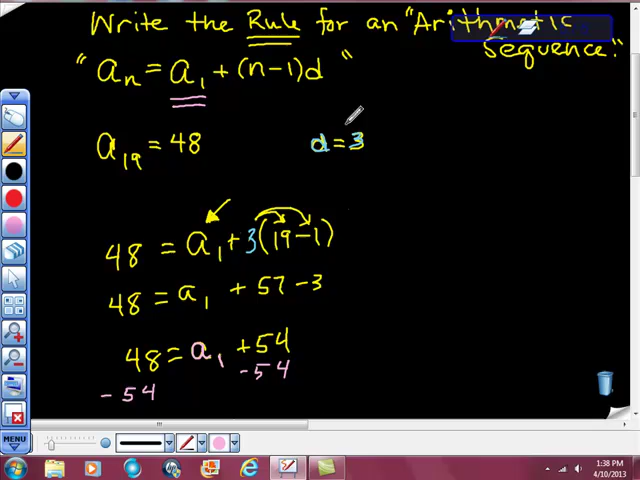 Write the Rule for an "Arithmetic
Sequence."
"an = a1 + (n-1)d "
a19 = 48
d = 3
48 = a1 + 3(19-1)
48 = a1 + 57 - 3
48 = a1 + 54
- 54
- 54
MENU
1:38 PM
4/10/2013